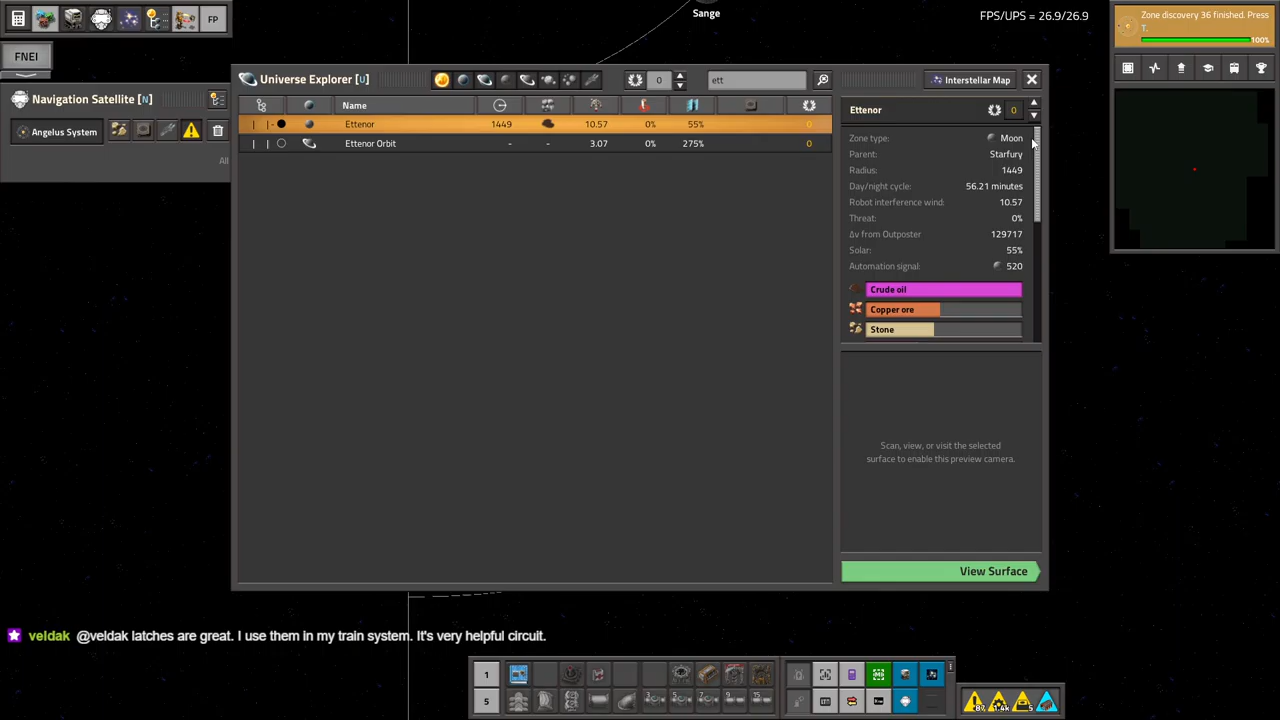 Sange
FPS/UPS = 26.9/26.9
Zone discovery 36 finished. Press T.
100%
FP
FNEI
Navigation Satellite [N]
Angelus System
All
Universe Explorer [U]
0
ett
Interstellar Map
Name
Ettenor 1449 10.57 0% 55% 0
Ettenor Orbit - - 3.07 0% 275% 0
Ettenor 0
Zone type: Moon
Parent: Starfury
Radius: 1449
Day/night cycle: 56.21 minutes
Robot interference wind: 10.57
Threat: 0%
Δv from Outposter 129717
Solar: 55%
Automation signal: 520
Crude oil
Copper ore
Stone
Scan, view, or visit the selected
surface to enable this preview camera.
View Surface
veldak @veldak latches are great. I use them in my train system. It's very helpful circuit.
1
5